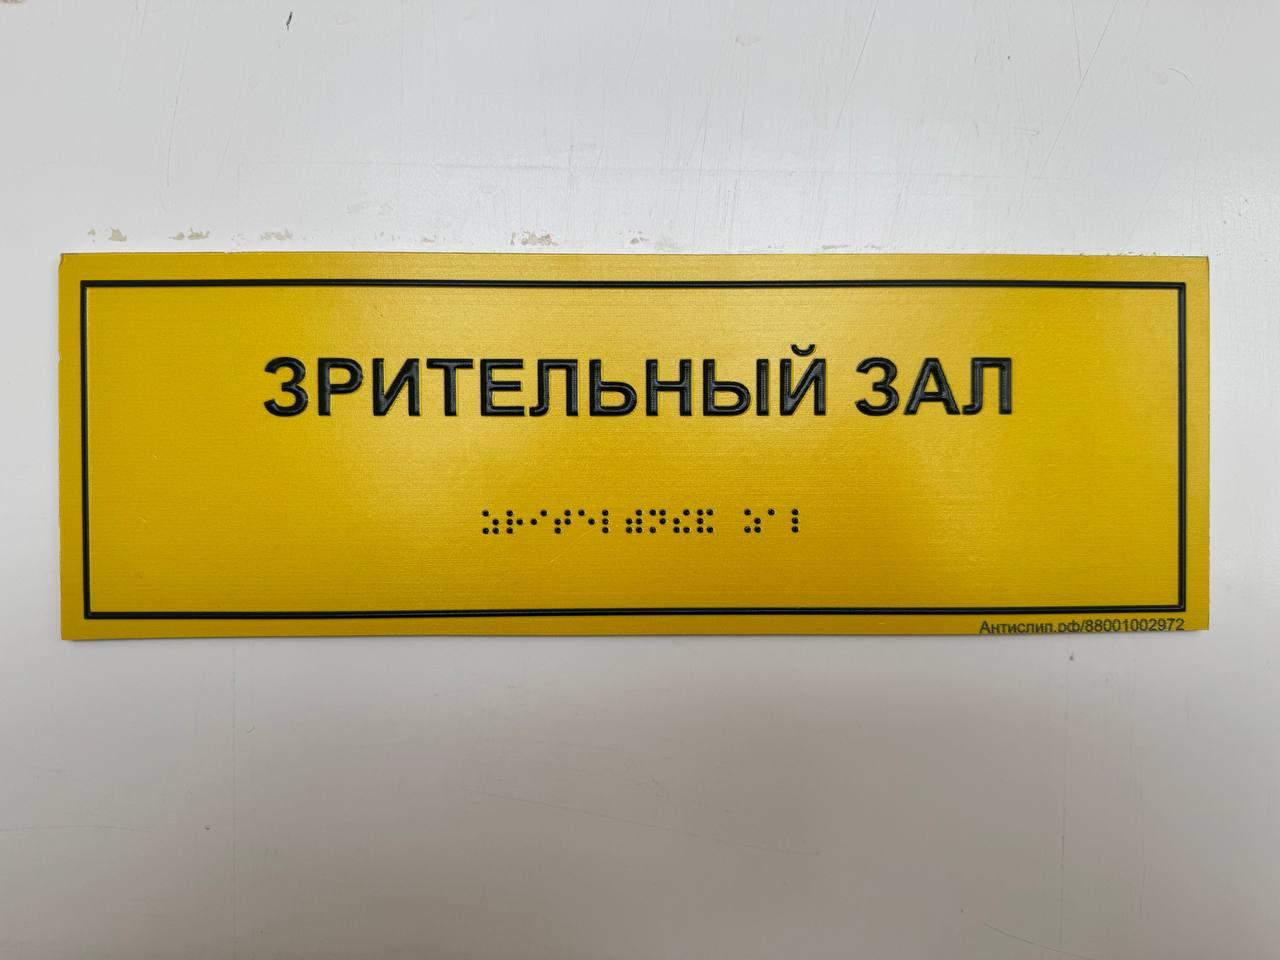 ЗРИТЕЛЬНЫЙ ЗАЛ
⠵⠗⠊⠞⠑⠇⠾⠝⠮⠯ ⠵⠁⠇
Антислип.рф/88001002972